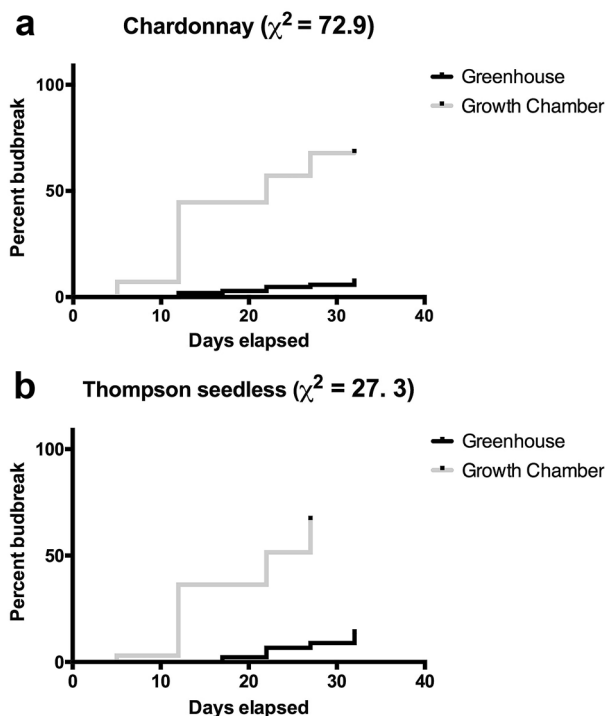 a
Chardonnay (χ² = 72.9)
Greenhouse
Growth Chamber
Percent budbreak
100
50
0
0 10 20 30 40
Days elapsed
b
Thompson seedless (χ² = 27. 3)
Greenhouse
Growth Chamber
Percent budbreak
100
50
0
0 10 20 30 40
Days elapsed